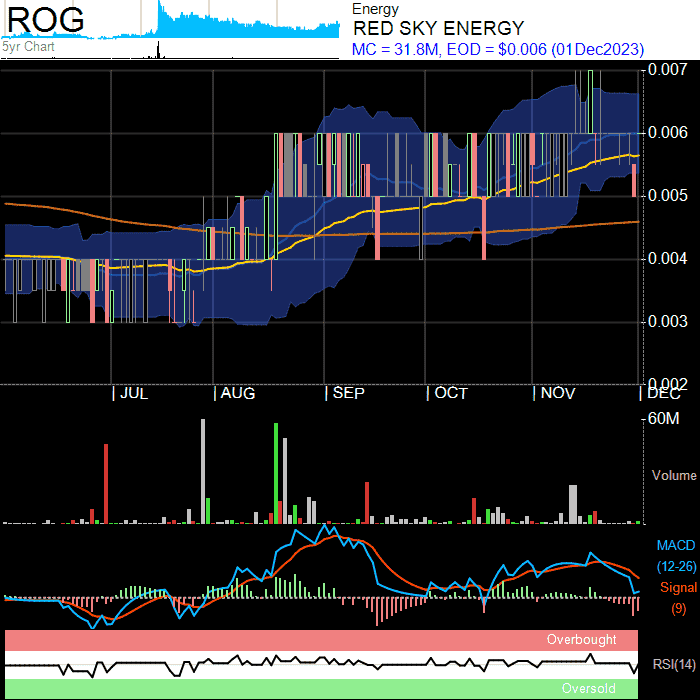 ROG
5yr Chart
Energy
RED SKY ENERGY
MC = 31.8M, EOD = $0.006 (01Dec2023)
0.007
0.006
0.005
0.004
0.003
0.002
JUL AUG SEP OCT NOV DEC
60M
Volume
MACD
(12-26)
Signal
(9)
Overbought
RSI(14)
Oversold